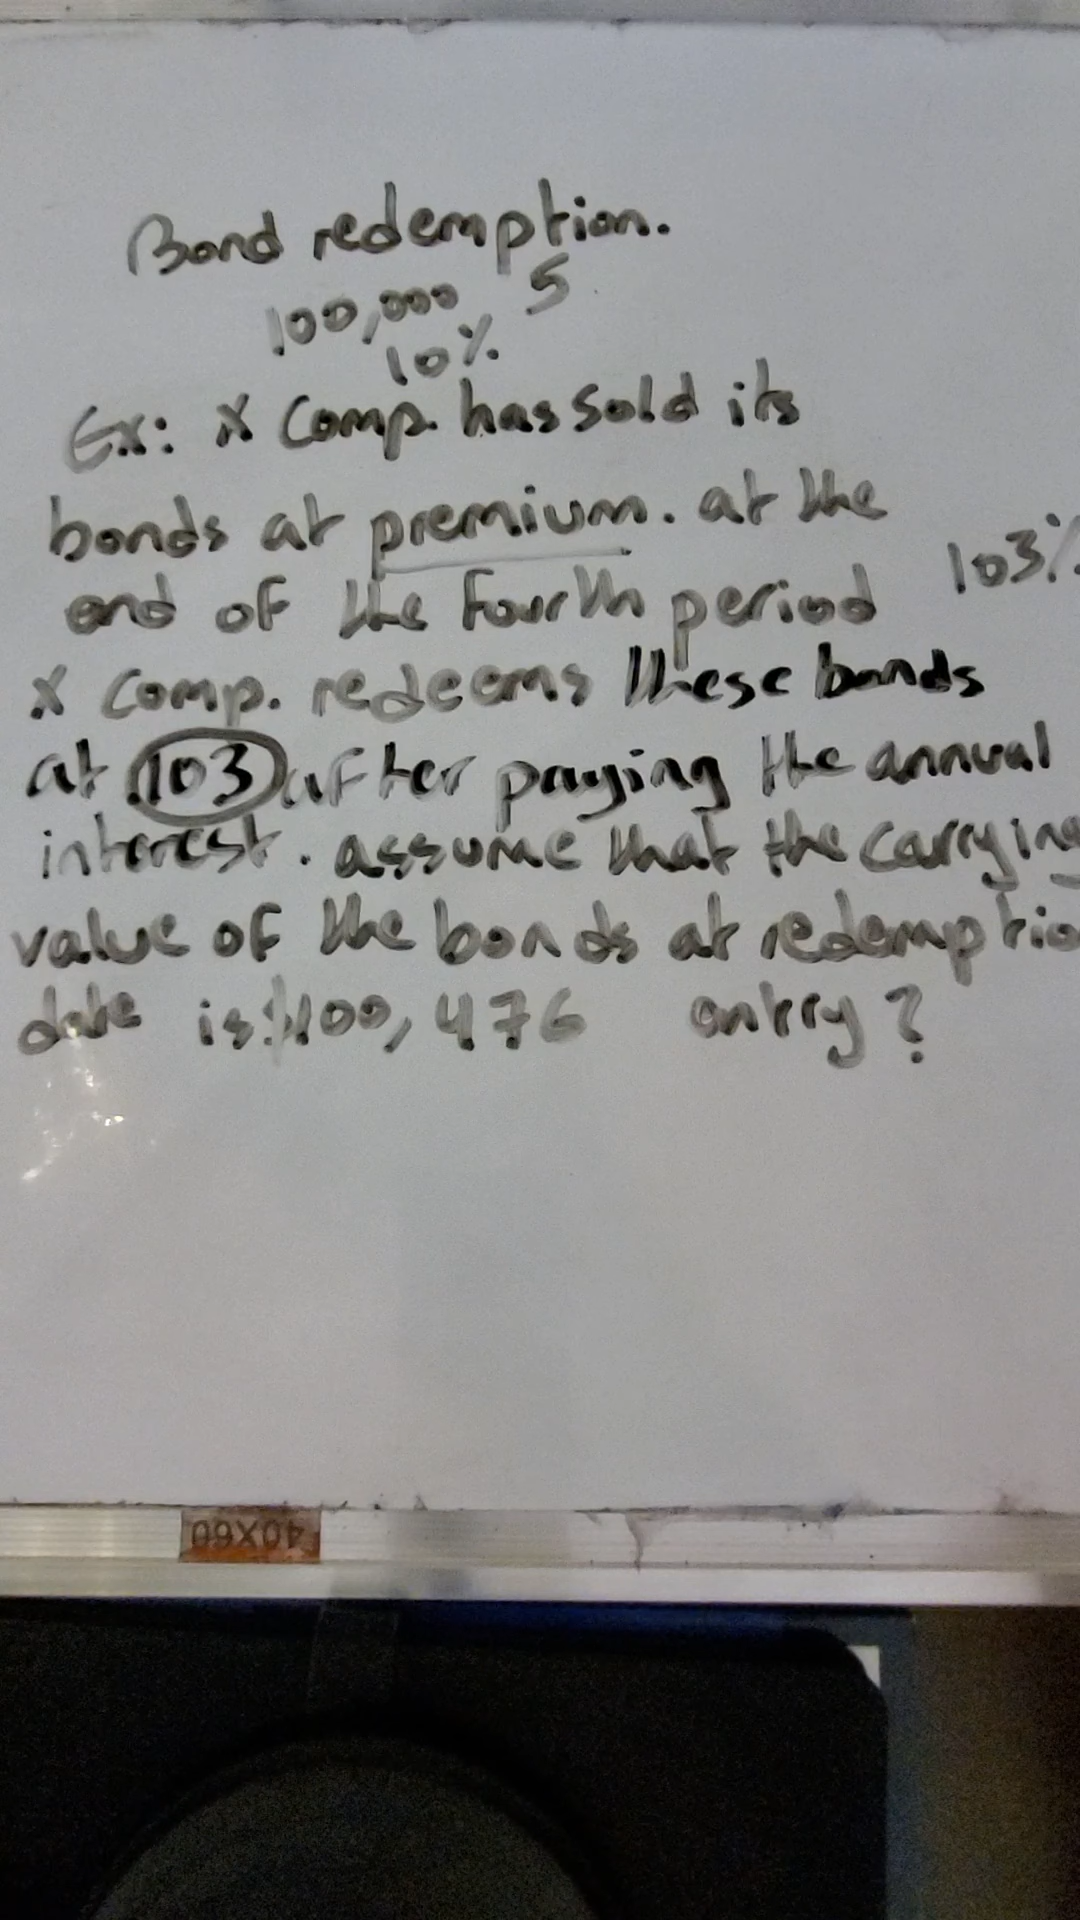 Bond redemption.
100,000 5
10%
Ex: X Comp. has sold its
bonds at premium. at the
end of the fourth period 103%
X Comp. redeems these bonds
at 103 after paying the annual
interest. assume that the carrying
value of the bonds at redemptio
date is $100,476 entry?
40X60